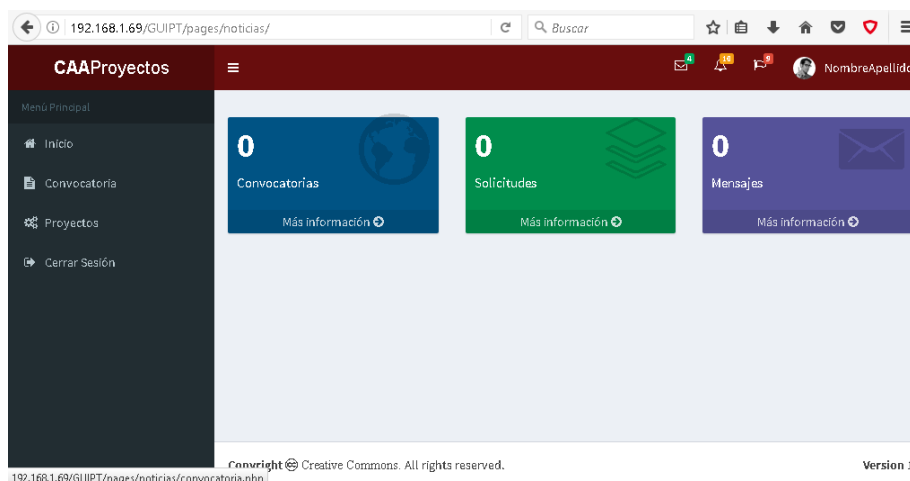 192.168.1.69/GUIPT/pages/noticias/
Buscar
CAAProyectos
4
10
9
NombreApellido
Menú Principal
Inicio
Convocatoria
Proyectos
Cerrar Sesión
0
Convocatorias
Más información
0
Solicitudes
Más información
0
Mensajes
Más información
Copyright Creative Commons. All rights reserved.
Version
192.168.1.69/GUIPT/pages/noticias/convocatoria.php